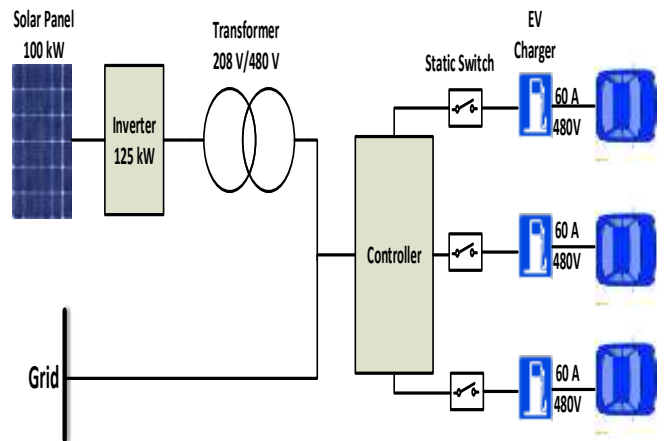 Solar Panel
100 kW
Inverter
125 kW
Transformer
208 V/480 V
Grid
Controller
Static Switch
EV
Charger
60 A
480V
60 A
480V
60 A
480V